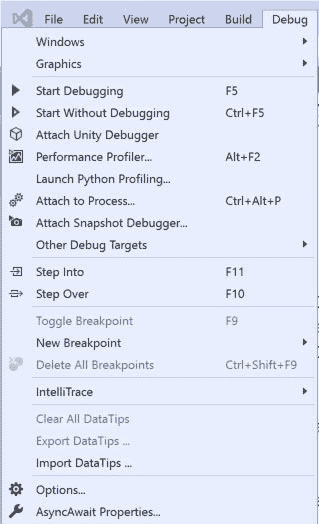 File Edit View Project Build Debug
Windows
Graphics
Start Debugging F5
Start Without Debugging Ctrl+F5
Attach Unity Debugger
Performance Profiler... Alt+F2
Launch Python Profiling...
Attach to Process... Ctrl+Alt+P
Attach Snapshot Debugger...
Other Debug Targets
Step Into F11
Step Over F10
Toggle Breakpoint F9
New Breakpoint
Delete All Breakpoints Ctrl+Shift+F9
IntelliTrace
Clear All DataTips
Export DataTips ...
Import DataTips ...
Options...
AsyncAwait Properties...